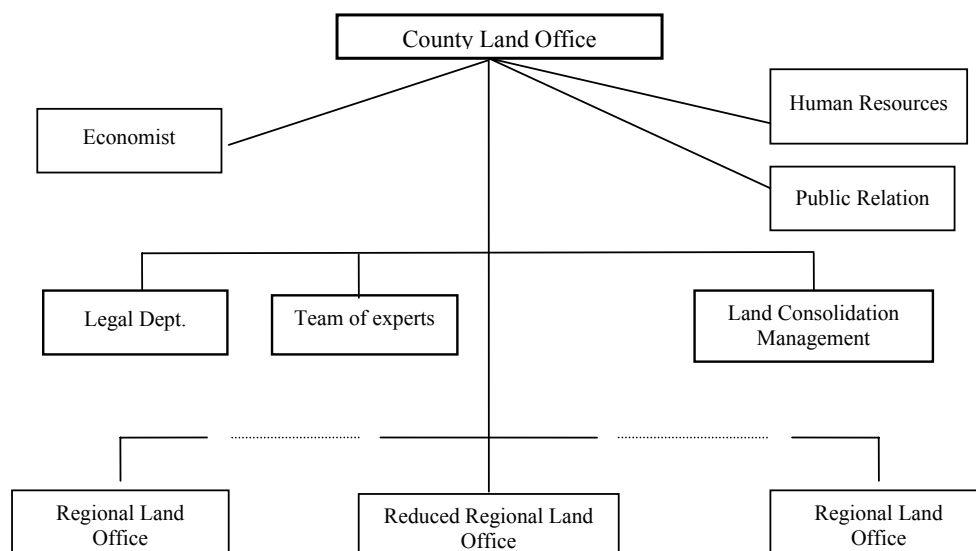 County Land Office
Human Resources
Economist
Public Relation
Legal Dept.
Team of experts
Land Consolidation
Management
Regional Land
Office
Reduced Regional Land
Office
Regional Land
Office